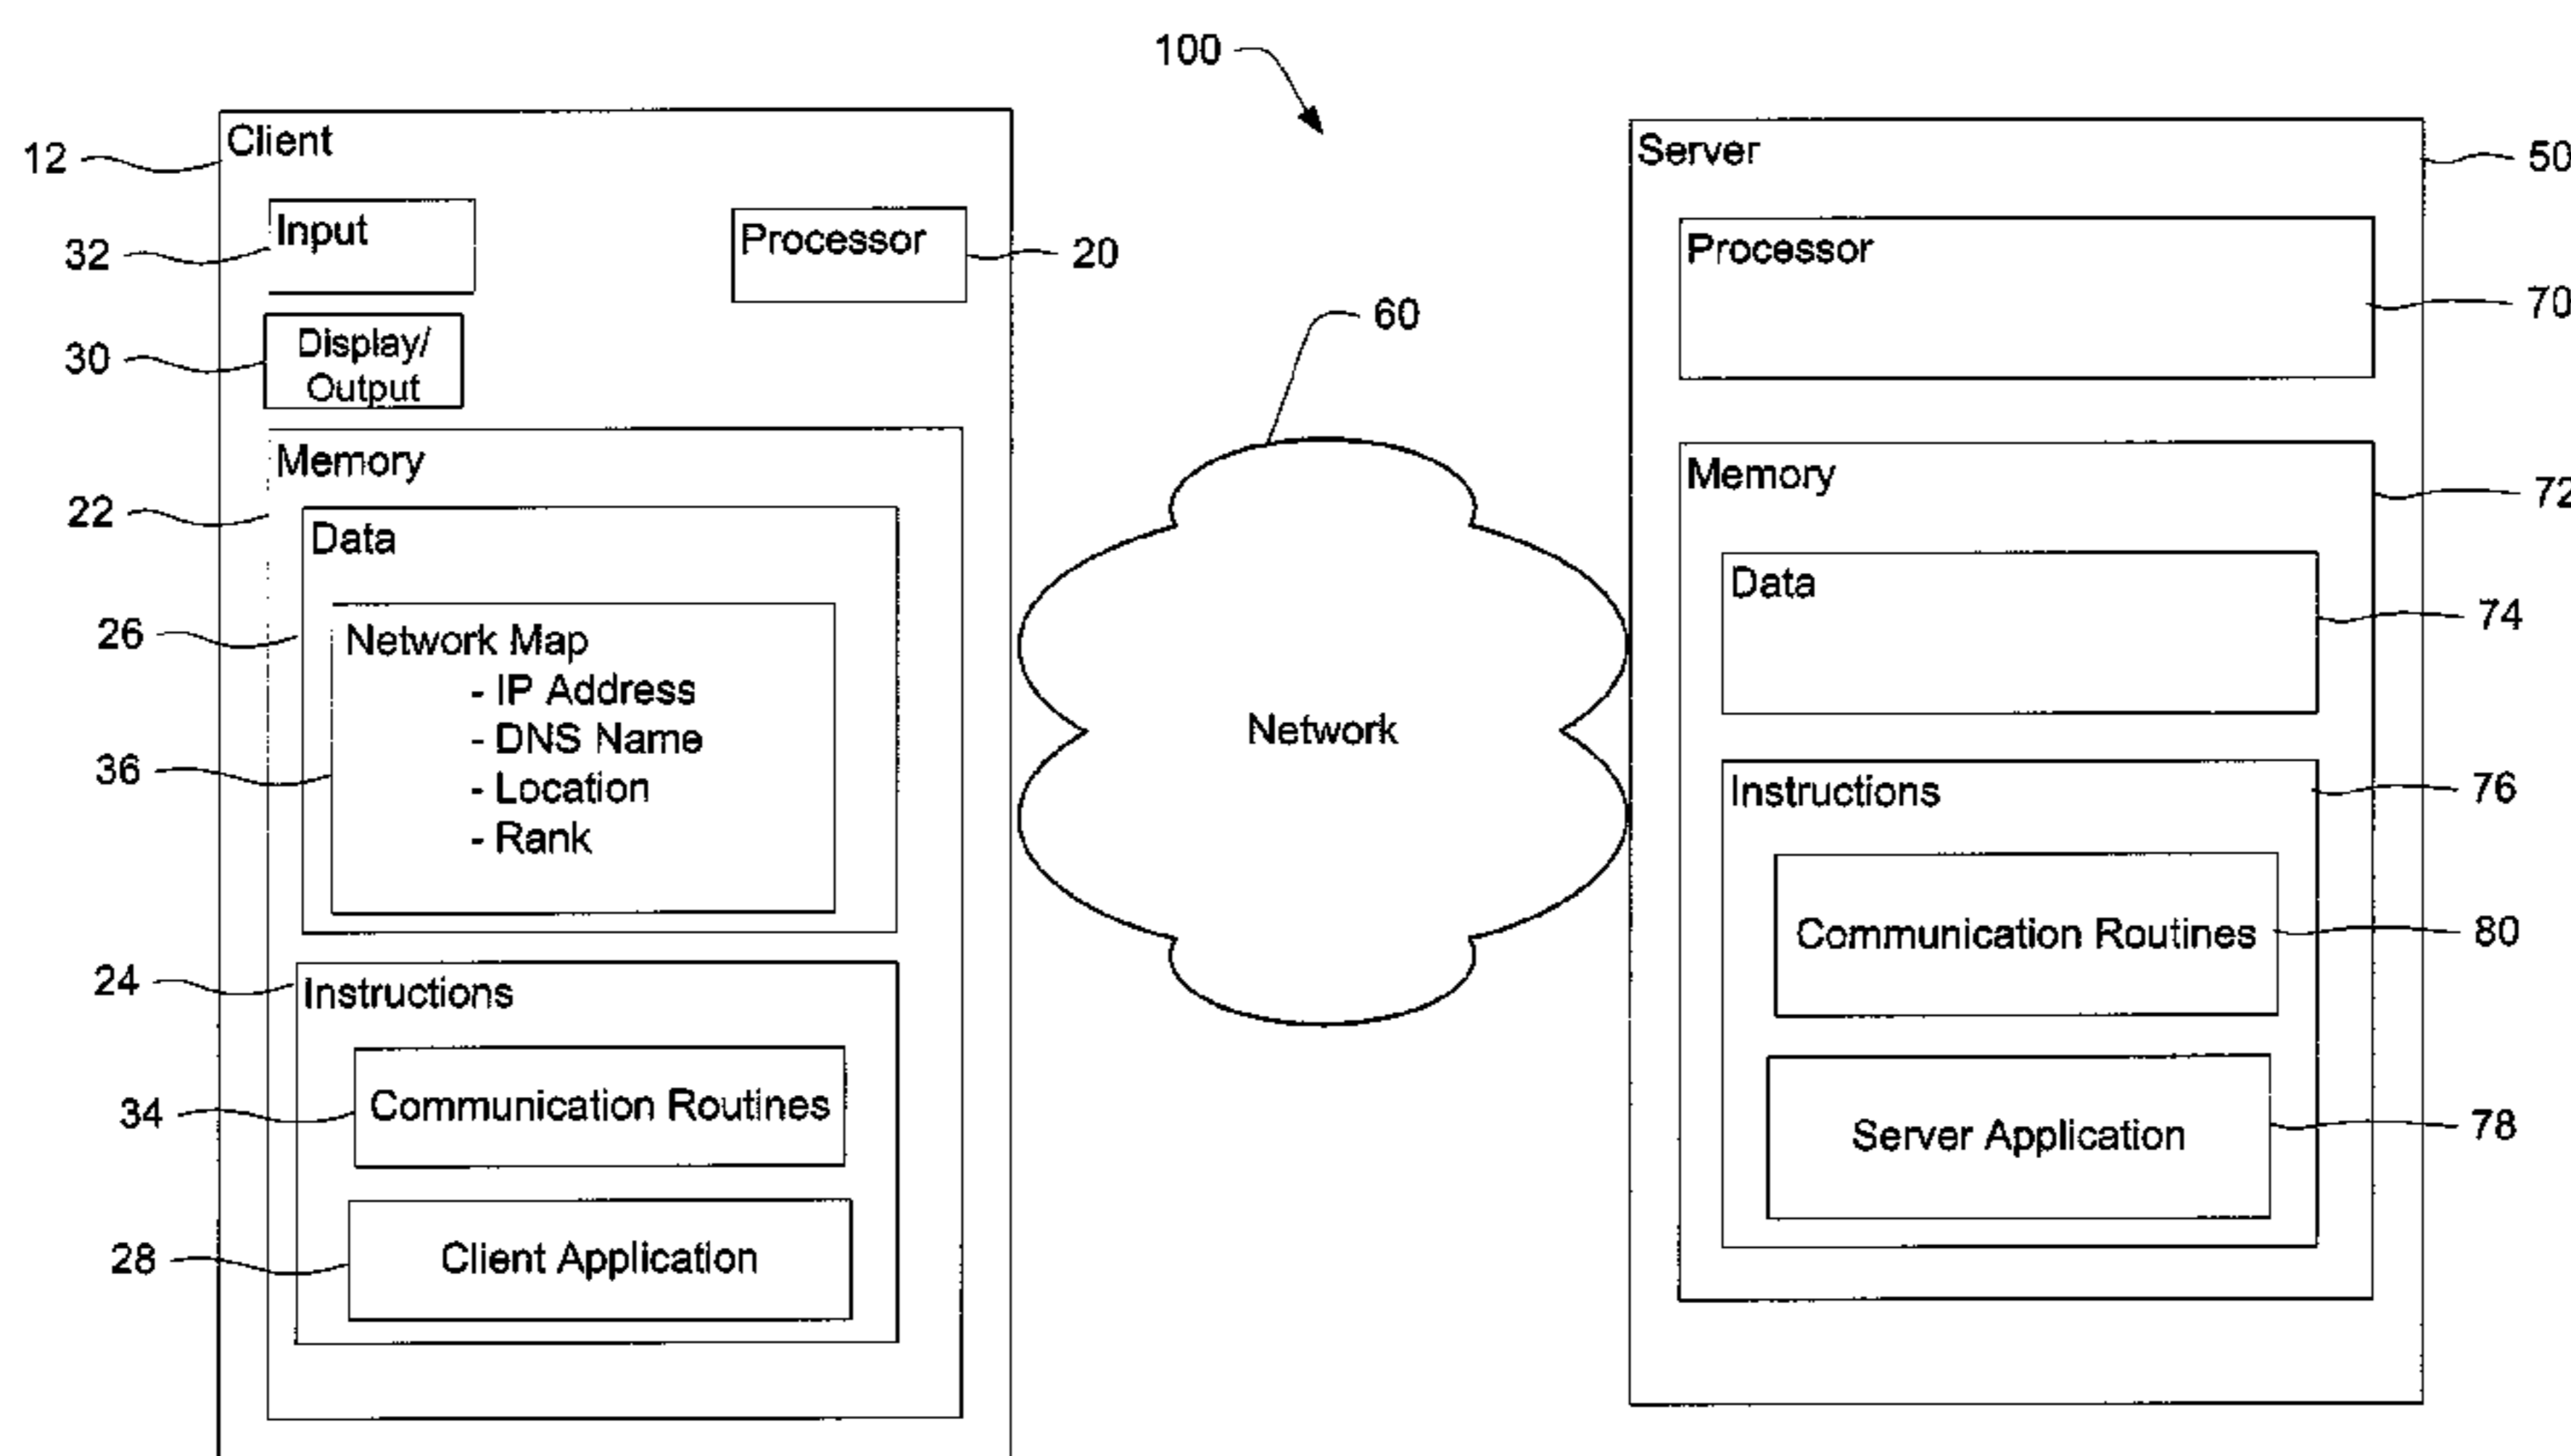 100
Client
12
Input
32
Processor
20
Display/
Output
30
Memory
22
Data
26
Network Map
- IP Address
- DNS Name
- Location
- Rank
36
24
Instructions
Communication Routines
34
Client Application
28
60
Network
Server
50
Processor
70
Memory
72
Data
74
Instructions
76
Communication Routines
80
Server Application
78